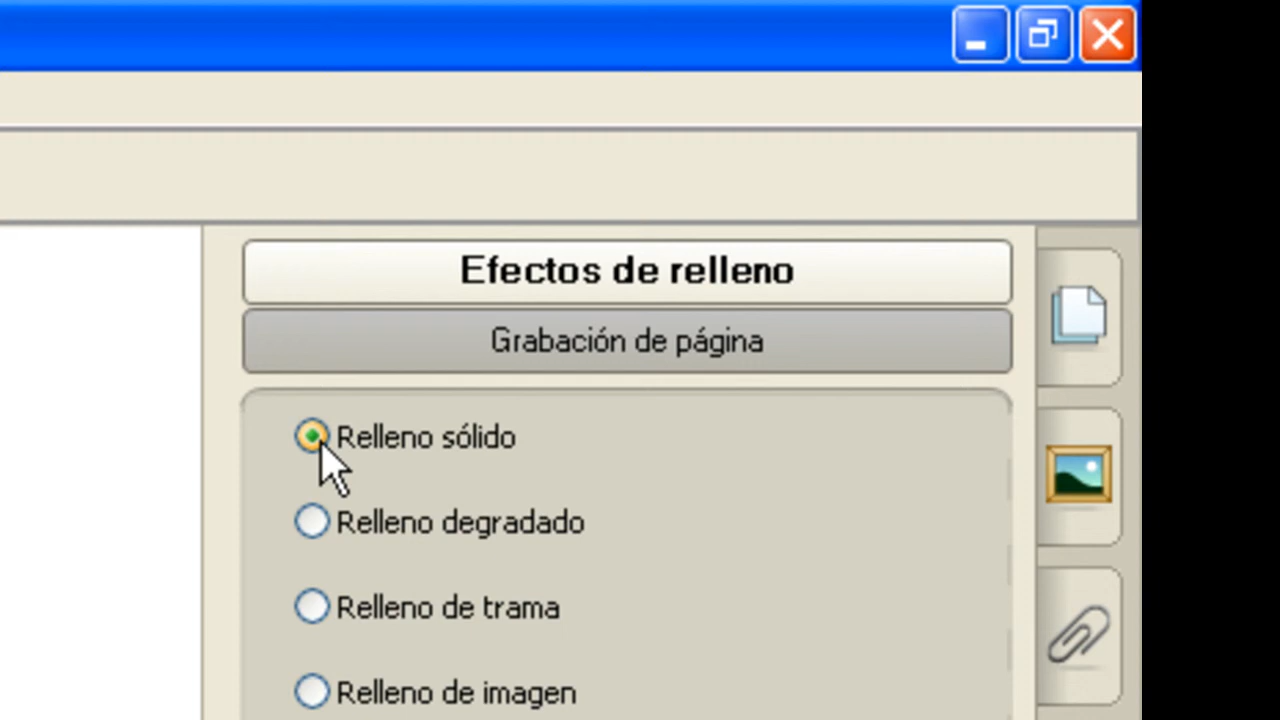 Efectos de relleno
Grabación de página
Relleno sólido
Relleno degradado
Relleno de trama
Relleno de imagen